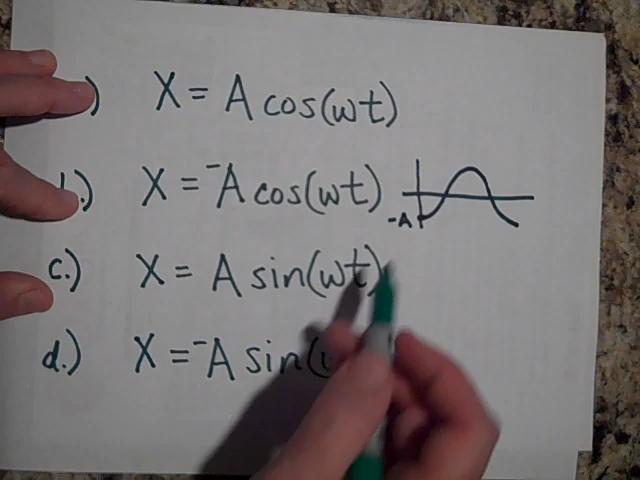 ) X = A cos(ωt)
b.) X = -A cos(ωt) -A
c.) X = A sin(ωt)
d.) X = -A sin(